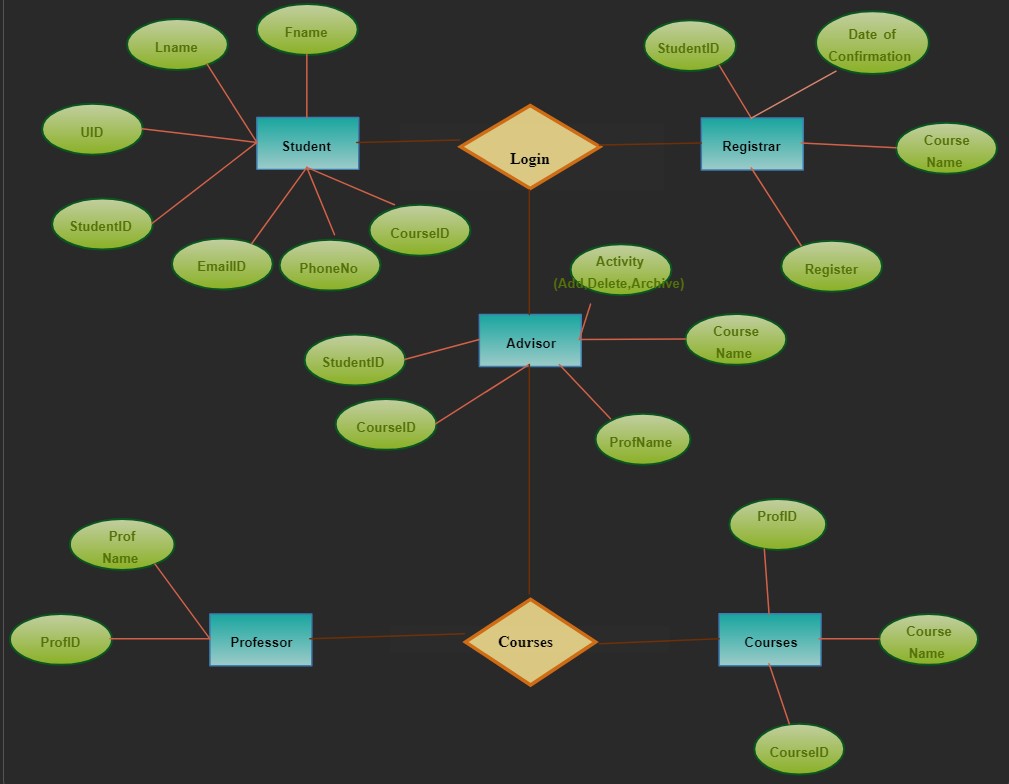 Fname
Lname
UID
Student
StudentID
EmailID
PhoneNo
CourseID
Login
StudentID
Date of
Confirmation
Registrar
Course
Name
Register
Activity
(Add,Delete,Archive)
Advisor
Course
Name
StudentID
CourseID
ProfName
Prof
Name
ProfID
Professor
Courses
ProfID
Courses
Course
Name
CourseID